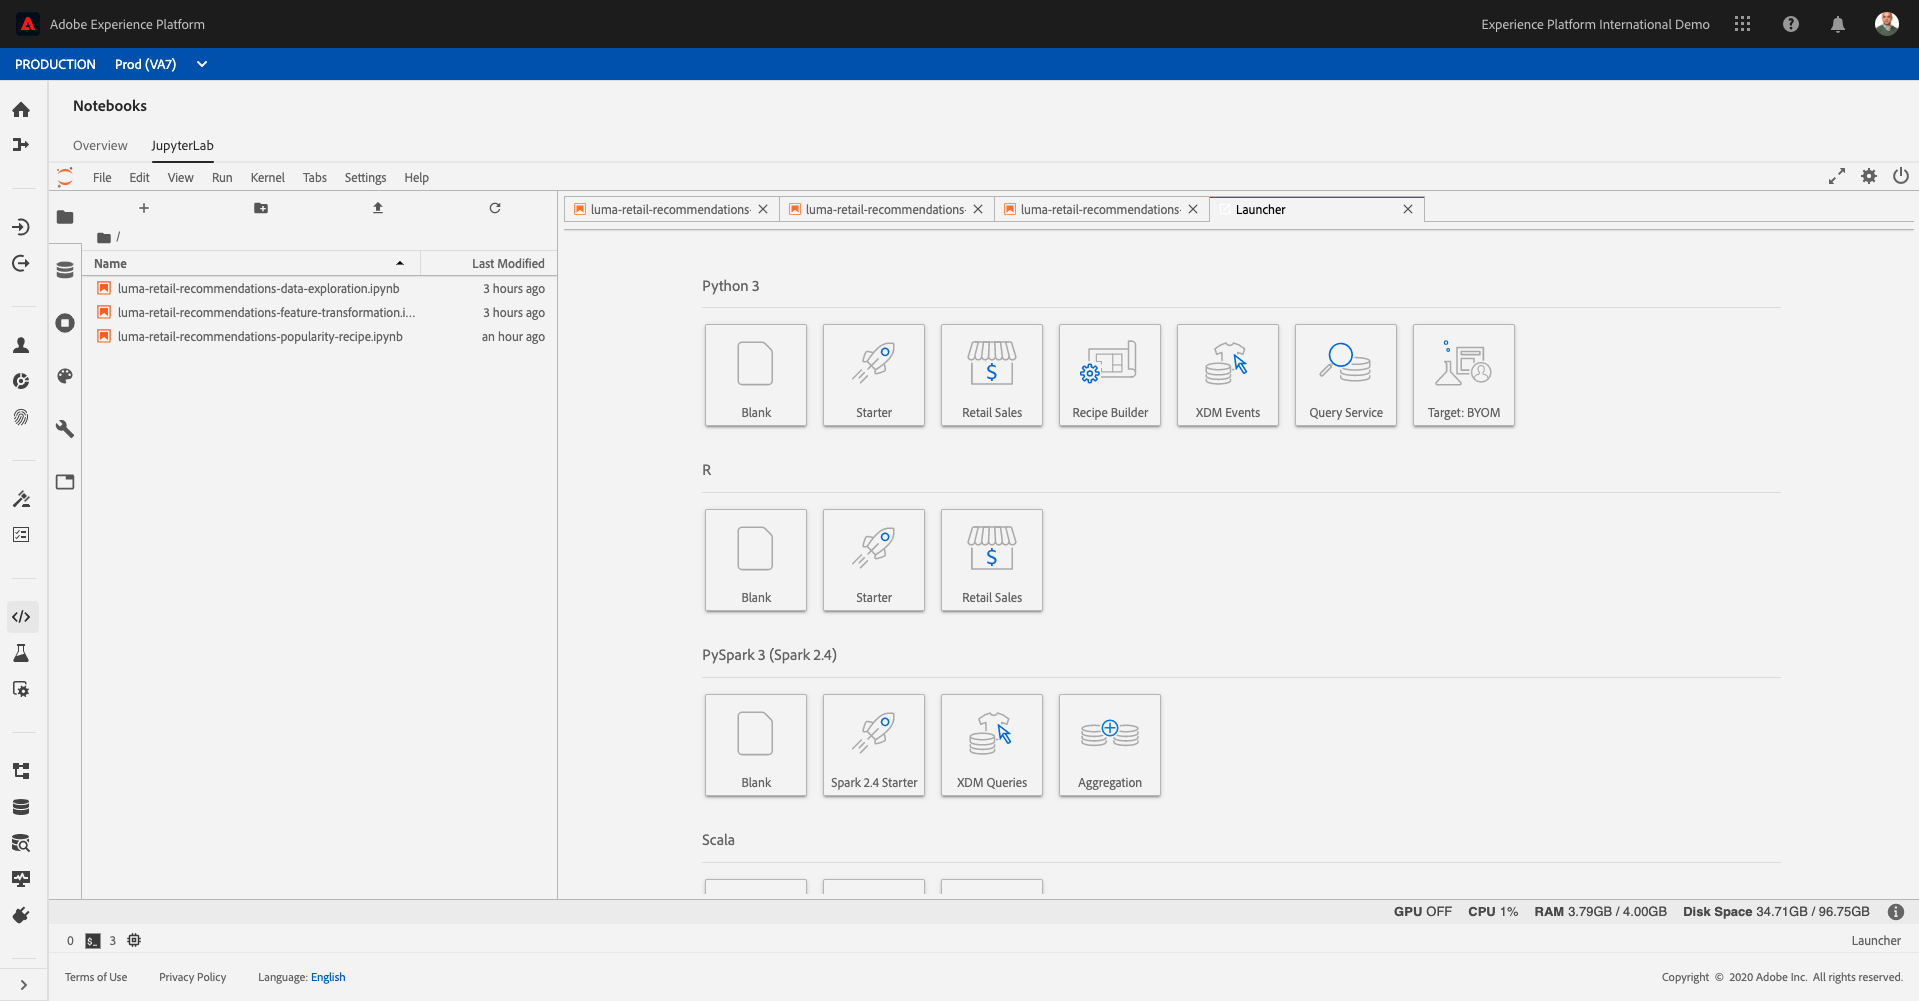 Adobe Experience Platform
Experience Platform International Demo
PRODUCTION Prod (VA7)
Notebooks
Overview JupyterLab
File Edit View Run Kernel Tabs Settings Help
luma-retail-recommendations- luma-retail-recommendations- luma-retail-recommendations- Launcher
/
Name Last Modified
luma-retail-recommendations-data-exploration.ipynb 3 hours ago
luma-retail-recommendations-feature-transformation.i... 3 hours ago
luma-retail-recommendations-popularity-recipe.ipynb an hour ago
Python 3
Blank Starter Retail Sales Recipe Builder XDM Events Query Service Target: BYOM
R
Blank Starter Retail Sales
PySpark 3 (Spark 2.4)
Blank Spark 2.4 Starter XDM Queries Aggregation
Scala
GPU OFF CPU 1% RAM 3.79GB / 4.00GB Disk Space 34.71GB / 96.75GB
0 $_ 3
Launcher
Terms of Use Privacy Policy Language: English
Copyright © 2020 Adobe Inc. All rights reserved.